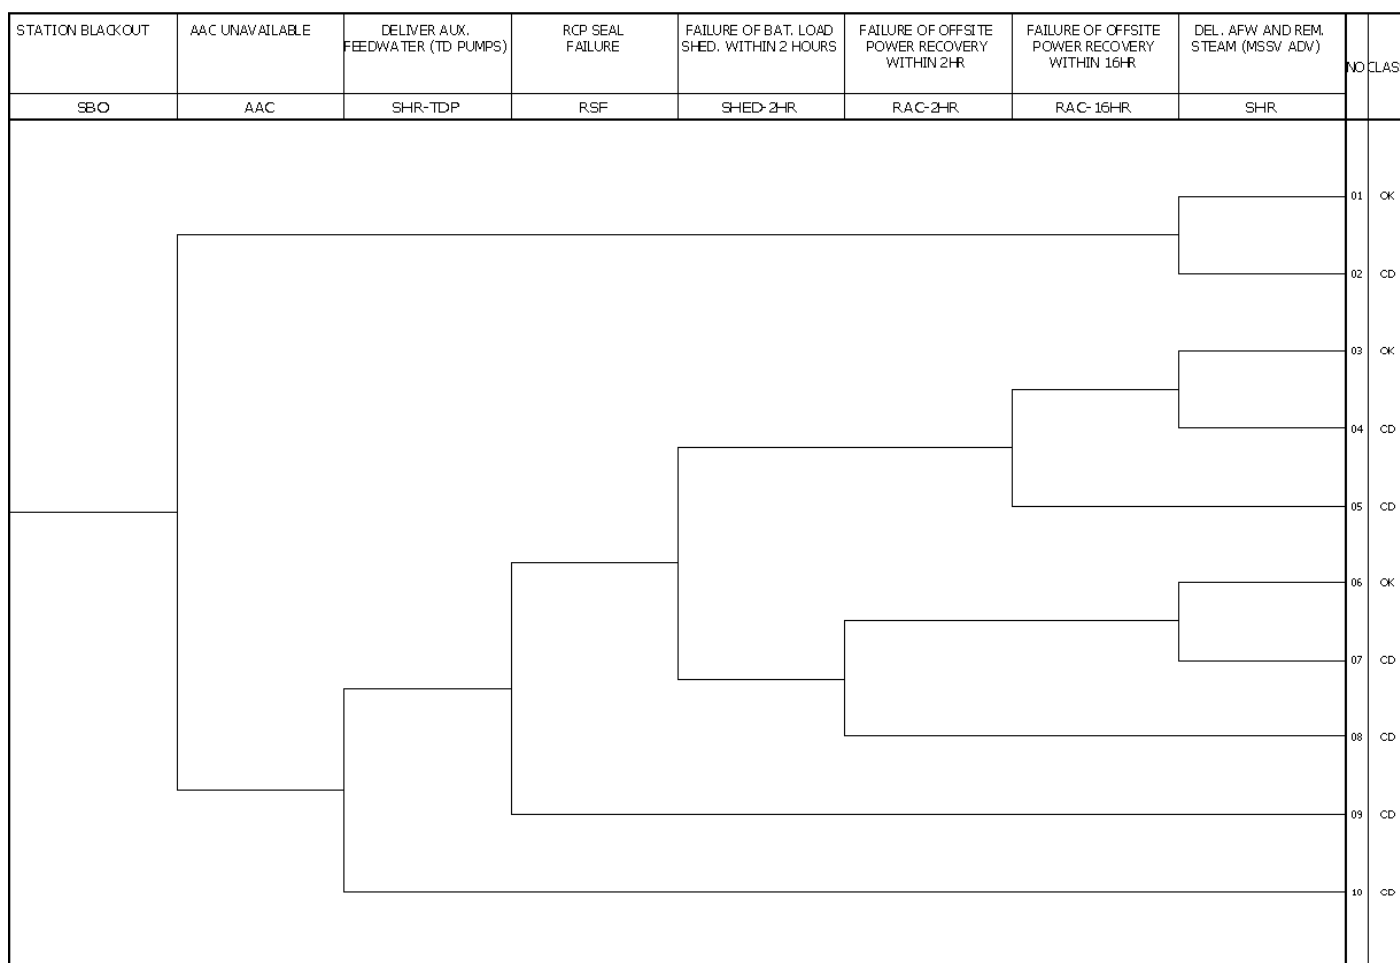 STATION BLACKOUT
AAC UNAVAILABLE
DELIVER AUX.
FEEDWATER (TD PUMPS)
RCP SEAL
FAILURE
FAILURE OF BAT. LOAD
SHED. WITHIN 2 HOURS
FAILURE OF OFFSITE
POWER RECOVERY
WITHIN 2HR
FAILURE OF OFFSITE
POWER RECOVERY
WITHIN 16HR
DEL. AFW AND REM.
STEAM (MSSV ADV)
NO CLAS
SBO AAC SHR-TDP RSF SHED-2HR RAC-2HR RAC-16HR SHR
01 OK
02 CD
03 OK
04 CD
05 CD
06 OK
07 CD
08 CD
09 CD
10 CD